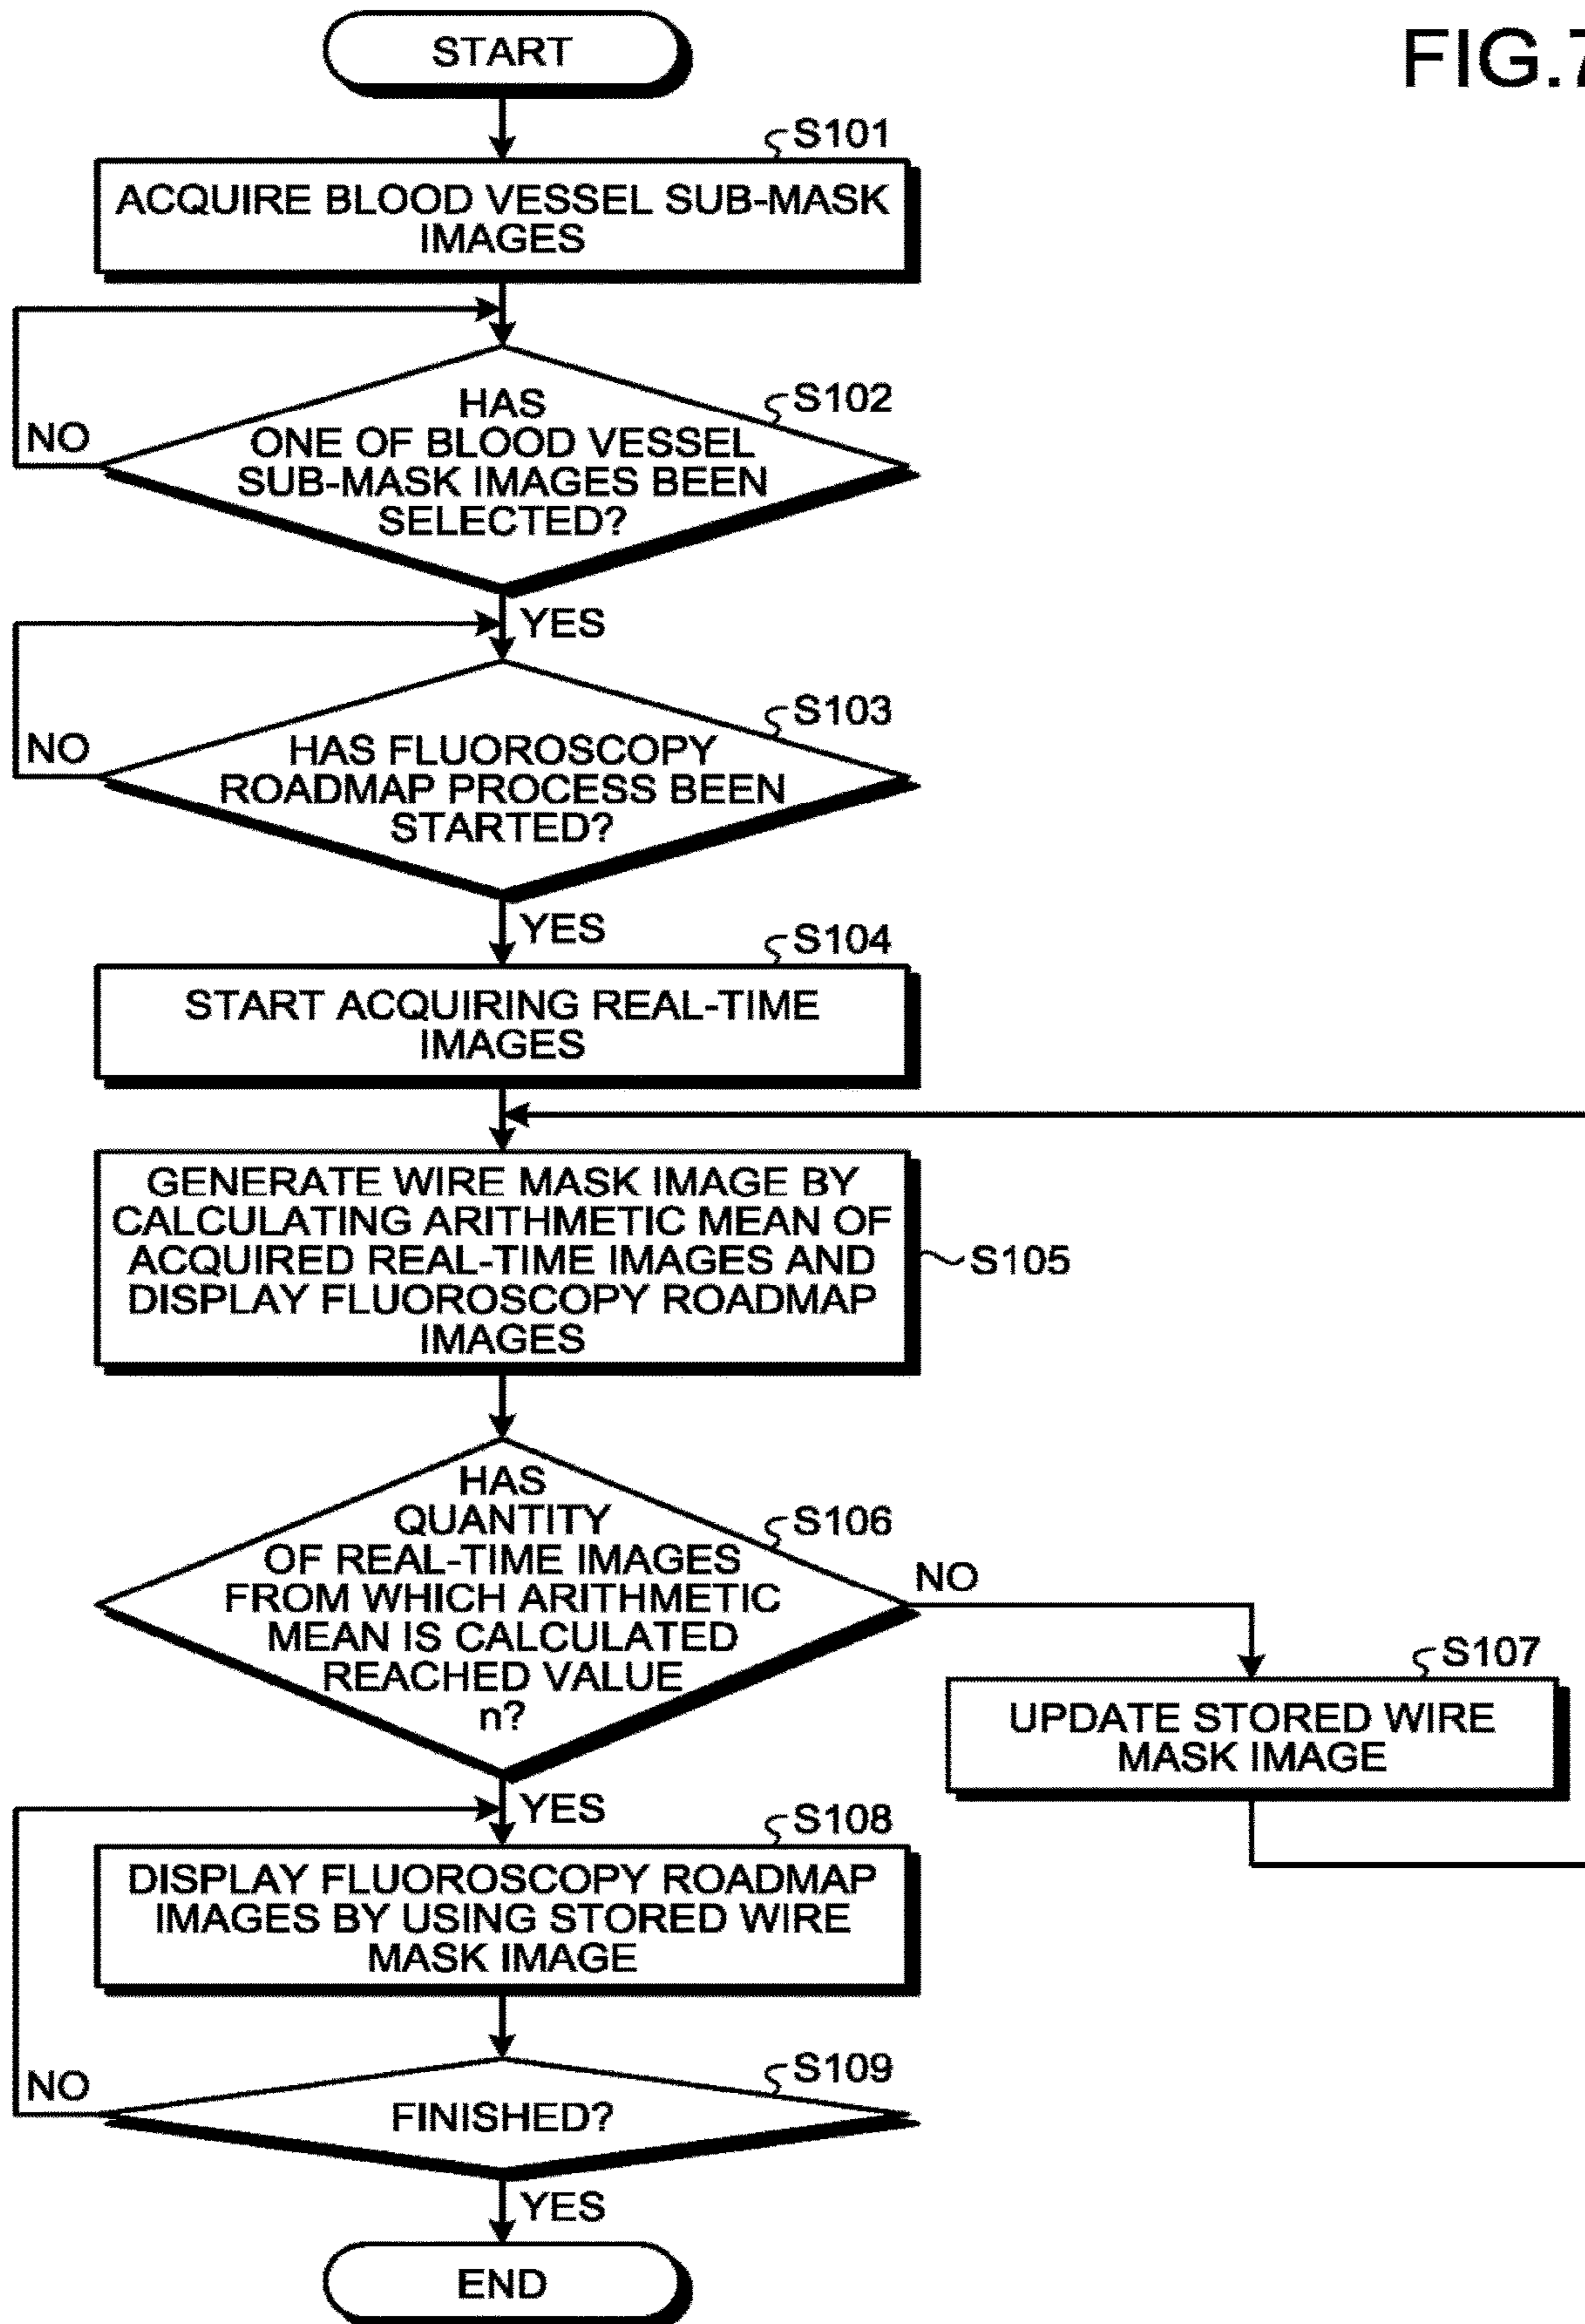 FIG.7
START
S101
ACQUIRE BLOOD VESSEL SUB-MASK
IMAGES
S102
HAS
ONE OF BLOOD VESSEL
SUB-MASK IMAGES BEEN
SELECTED?
NO
YES
S103
HAS FLUOROSCOPY
ROADMAP PROCESS BEEN
STARTED?
NO
YES
S104
START ACQUIRING REAL-TIME
IMAGES
GENERATE WIRE MASK IMAGE BY
CALCULATING ARITHMETIC MEAN OF
ACQUIRED REAL-TIME IMAGES AND
DISPLAY FLUOROSCOPY ROADMAP
IMAGES
S105
HAS
QUANTITY
OF REAL-TIME IMAGES
FROM WHICH ARITHMETIC
MEAN IS CALCULATED
REACHED VALUE
n?
S106
NO
S107
UPDATE STORED WIRE
MASK IMAGE
YES
S108
DISPLAY FLUOROSCOPY ROADMAP
IMAGES BY USING STORED WIRE
MASK IMAGE
S109
NO
FINISHED?
YES
END